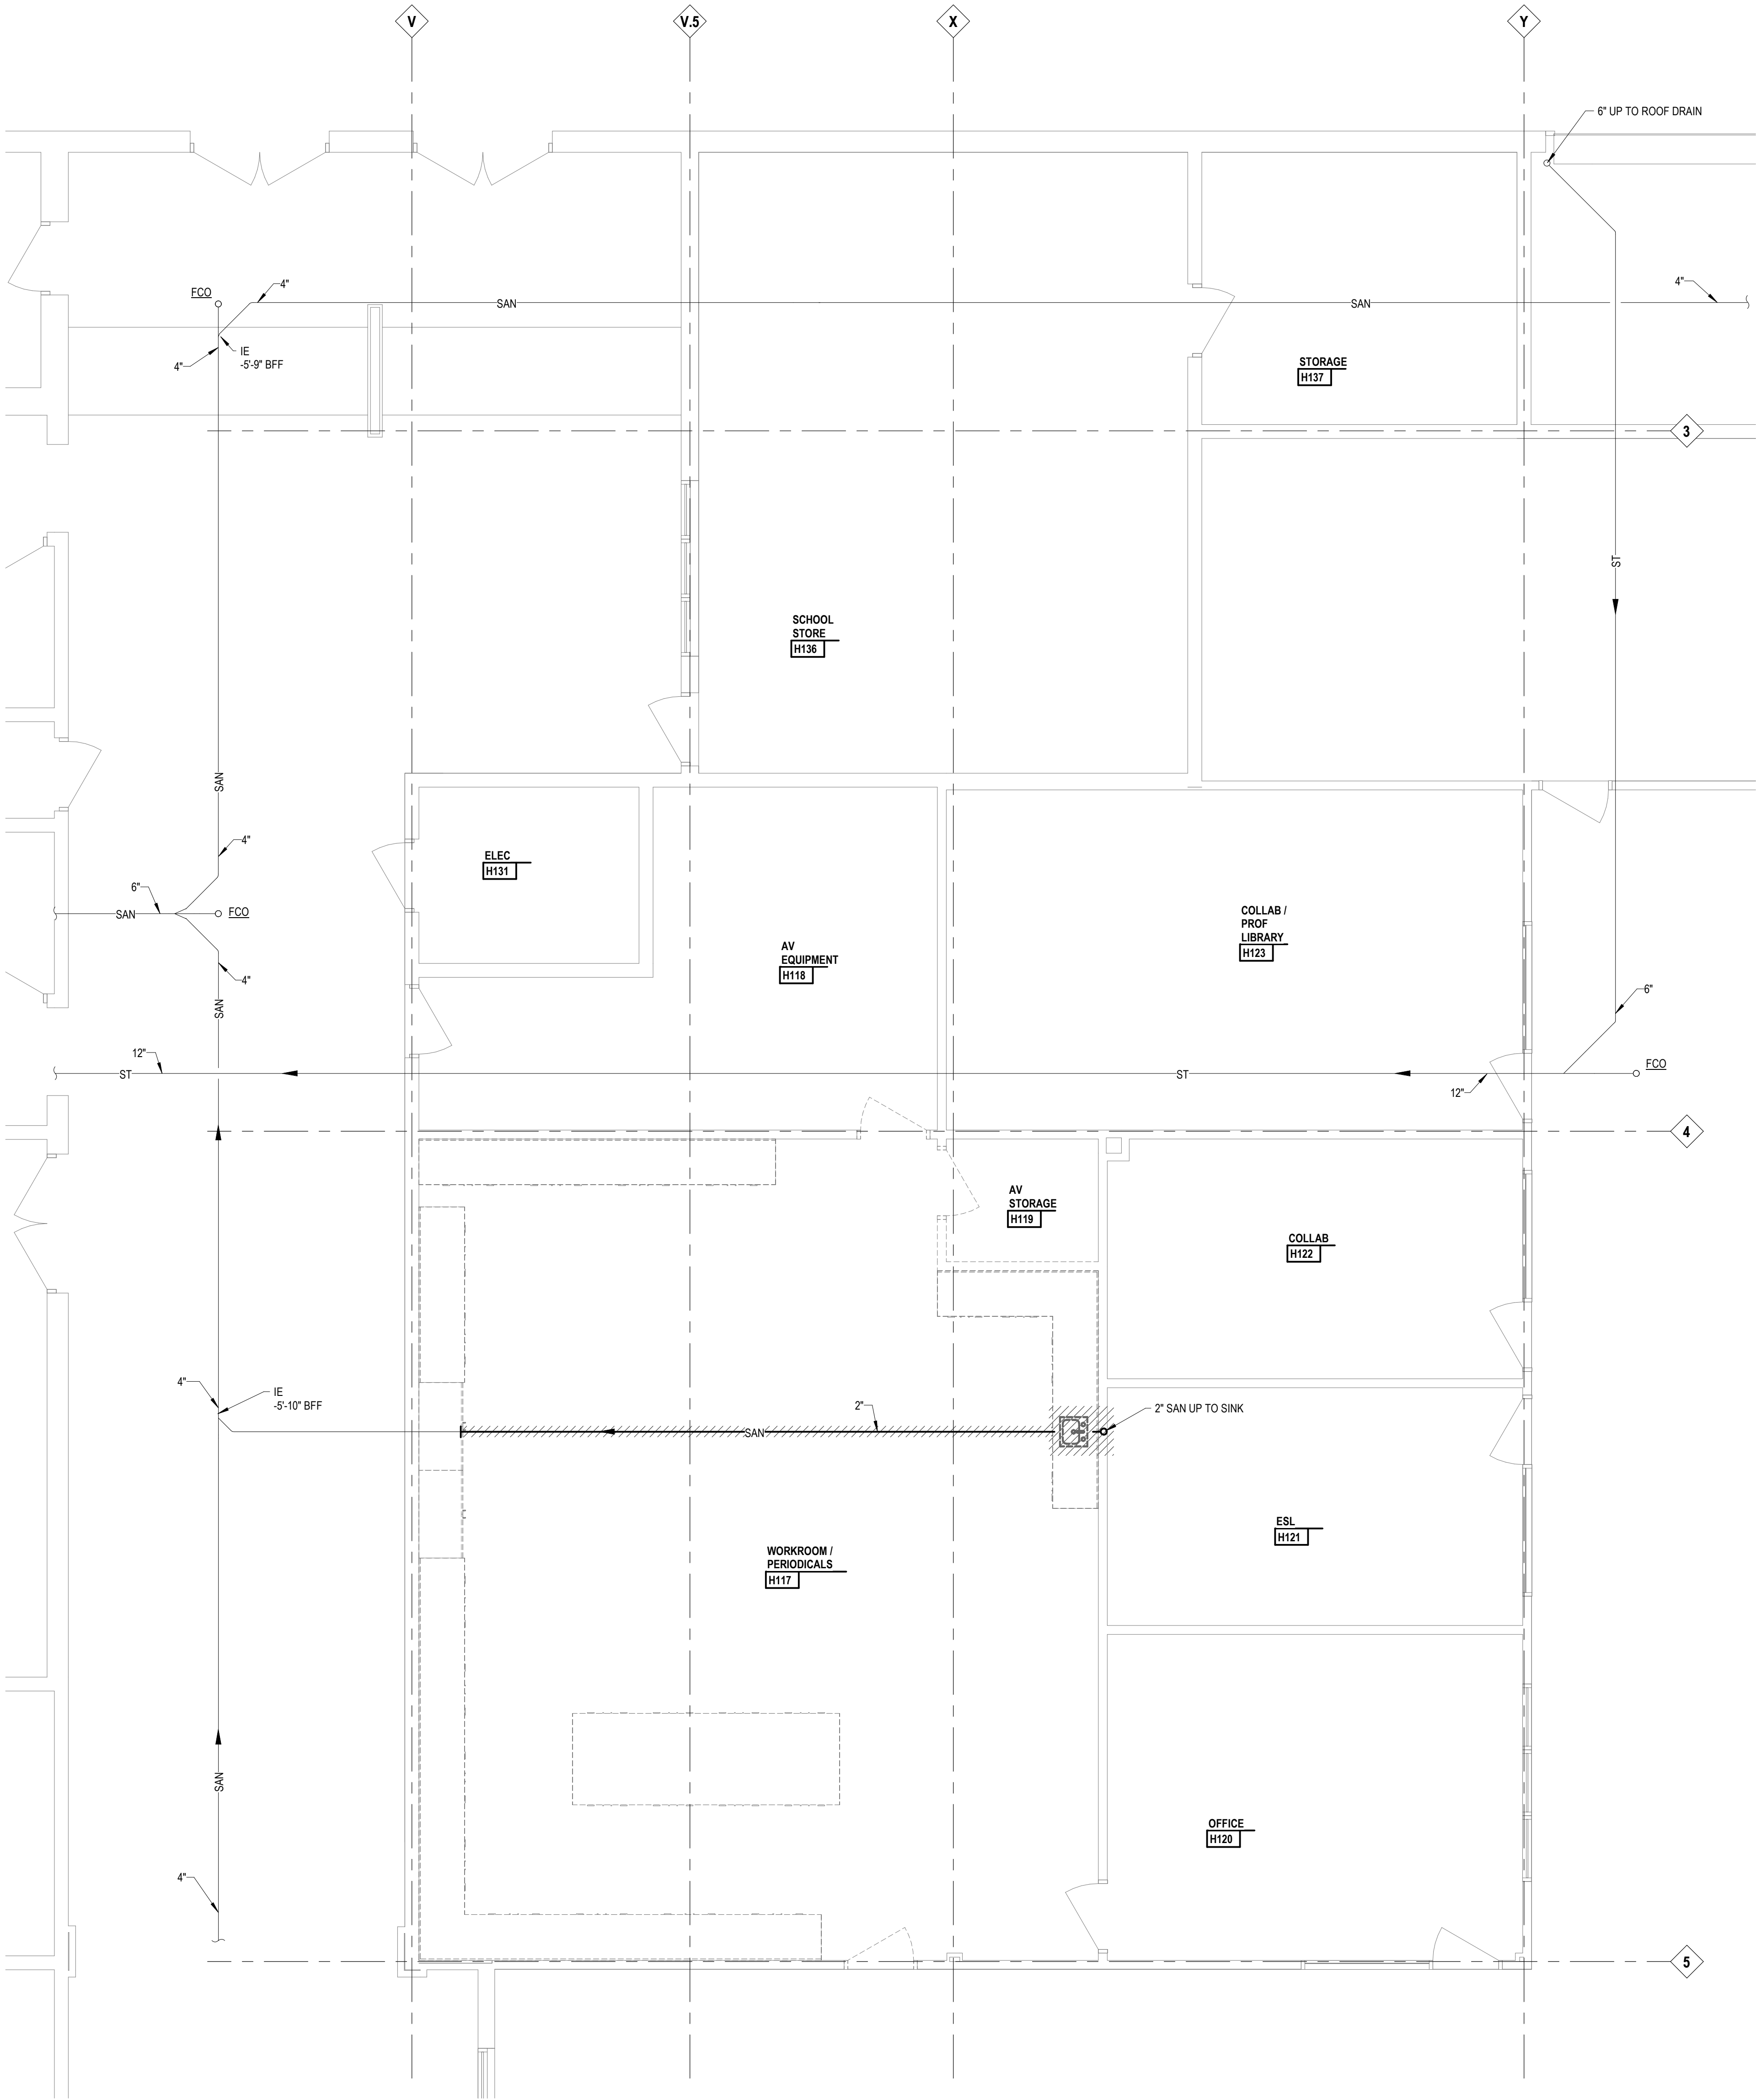 V
V.5
X
Y
6" UP TO ROOF DRAIN
FCO
4"
SAN
SAN
4"
4"
IE
-5'-9" BFF
STORAGE
H137
3
ST
SCHOOL
STORE
H136
SAN
4"
ELEC
H131
6"
SAN
FCO
COLLAB /
PROF
LIBRARY
H123
AV
EQUIPMENT
H118
4"
SAN
6"
12"
ST
ST
FCO
12"
4
AV
STORAGE
H119
COLLAB
H122
4"
IE
-5'-10" BFF
2"
SAN
2" SAN UP TO SINK
ESL
H121
WORKROOM /
PERIODICALS
H117
SAN
OFFICE
H120
4"
5